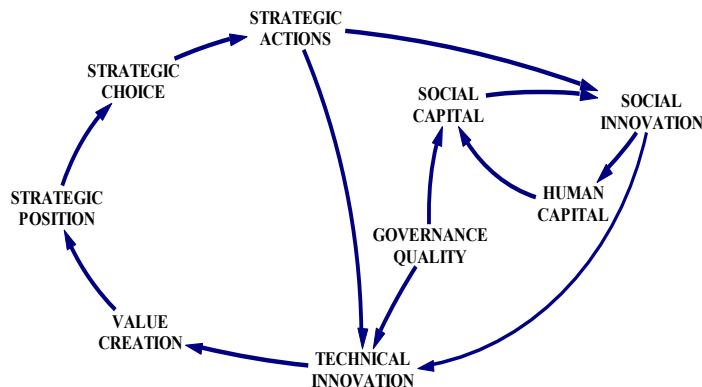 STRATEGIC
ACTIONS
STRATEGIC
CHOICE
SOCIAL
CAPITAL
SOCIAL
INNOVATION
STRATEGIC
POSITION
HUMAN
CAPITAL
GOVERNANCE
QUALITY
VALUE
CREATION
TECHNICAL
INNOVATION